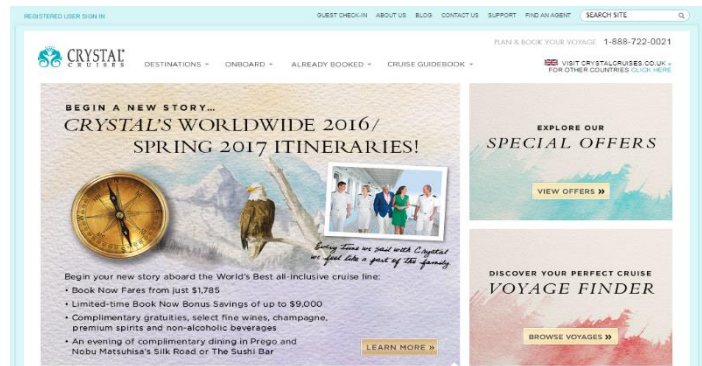 REGISTERED USER SIGN IN
GUEST CHECK-IN ABOUT US BLOG CONTACT US SUPPORT FIND AN AGENT SEARCH SITE
PLAN & BOOK YOUR VOYAGE 1-888-722-0021
CRYSTAL
CRUISES
DESTINATIONS ONBOARD ALREADY BOOKED CRUISE GUIDEBOOK
VISIT CRYSTALCRUISES.CO.UK »
FOR OTHER COUNTRIES CLICK HERE
BEGIN A NEW STORY...
CRYSTAL'S WORLDWIDE 2016/
SPRING 2017 ITINERARIES!
Every time we sail with Crystal
we feel like a part of the family
Begin your new story aboard the World's Best all-inclusive cruise line:
• Book Now Fares from just $1,785
• Limited-time Book Now Bonus Savings of up to $9,000
• Complimentary gratuities, select fine wines, champagne,
premium spirits and non-alcoholic beverages
• An evening of complimentary dining in Prego and
Nobu Matsuhisa's Silk Road or The Sushi Bar
LEARN MORE »
EXPLORE OUR
SPECIAL OFFERS
VIEW OFFERS »
DISCOVER YOUR PERFECT CRUISE
VOYAGE FINDER
BROWSE VOYAGES »